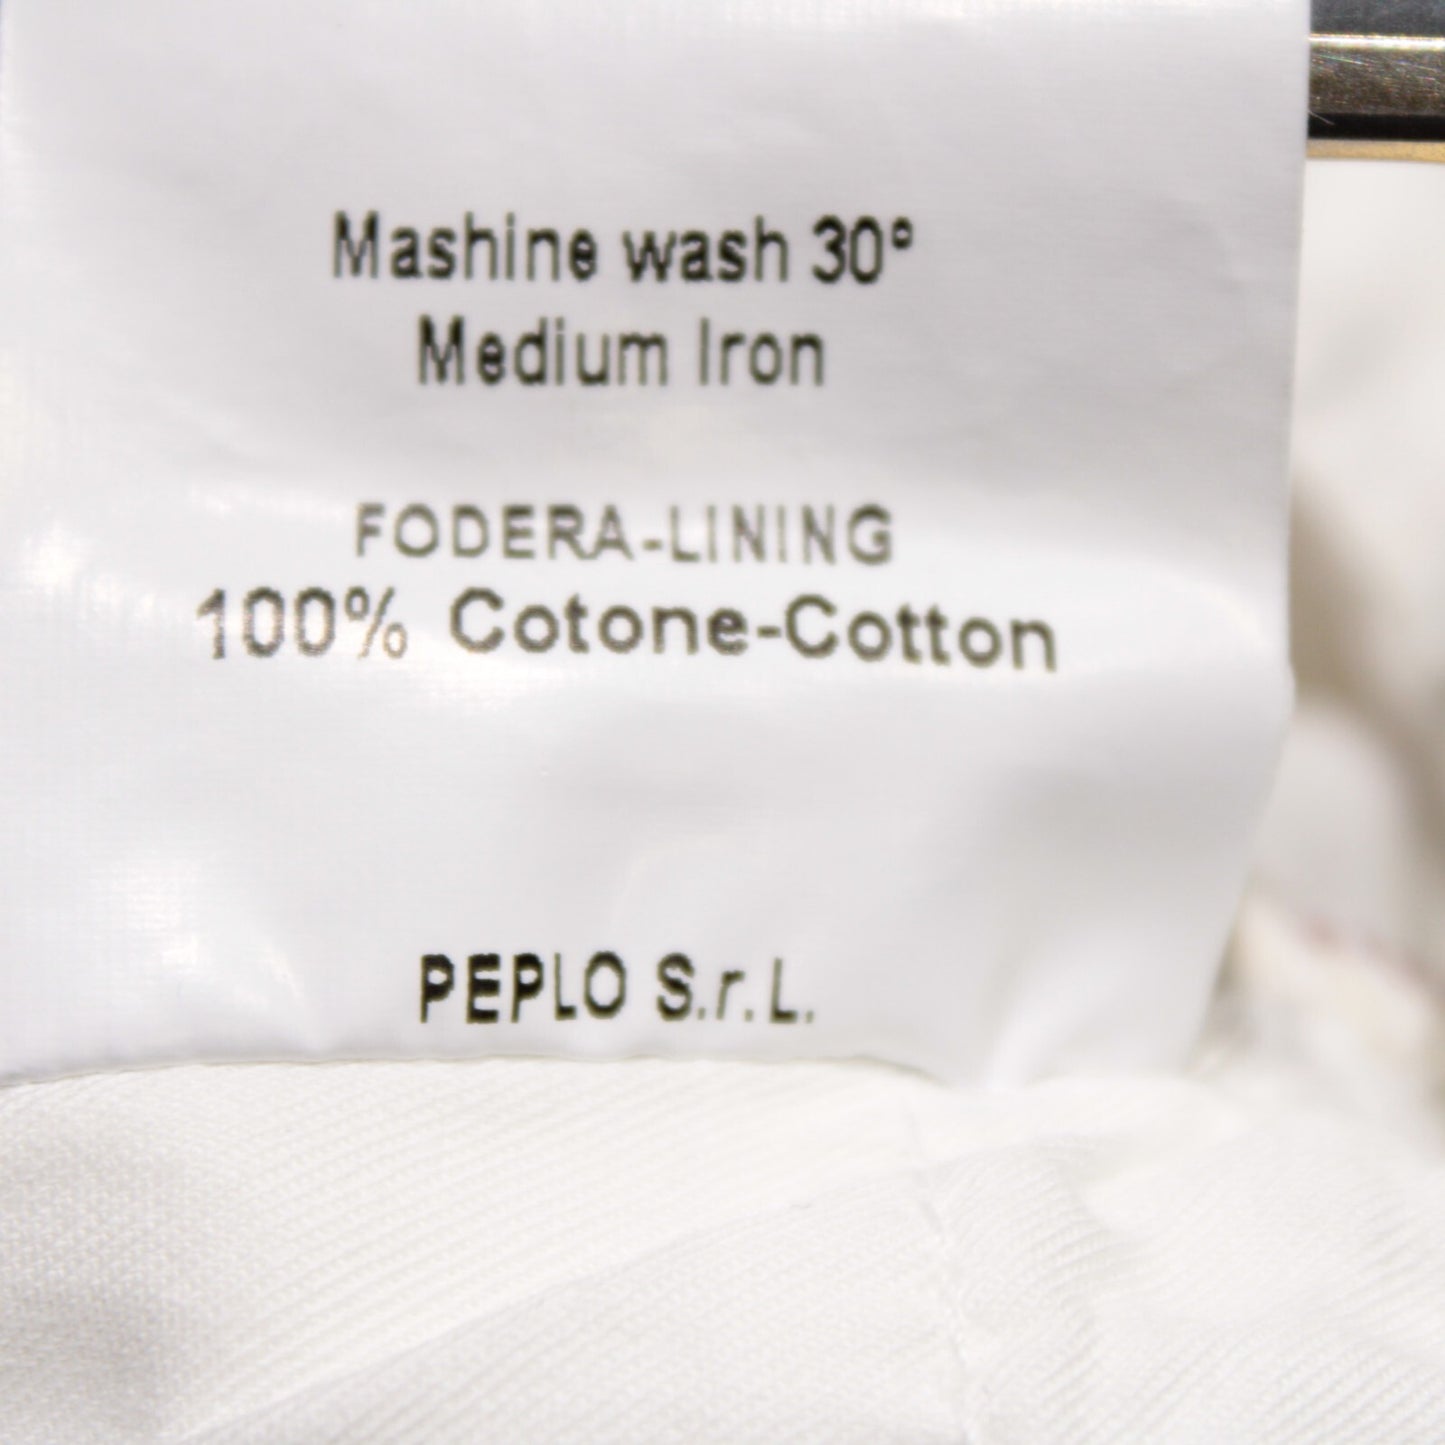 Mashine wash 30°
Medium Iron
FODERA-LINING
100% Cotone-Cotton
PEPLO S.r.L.